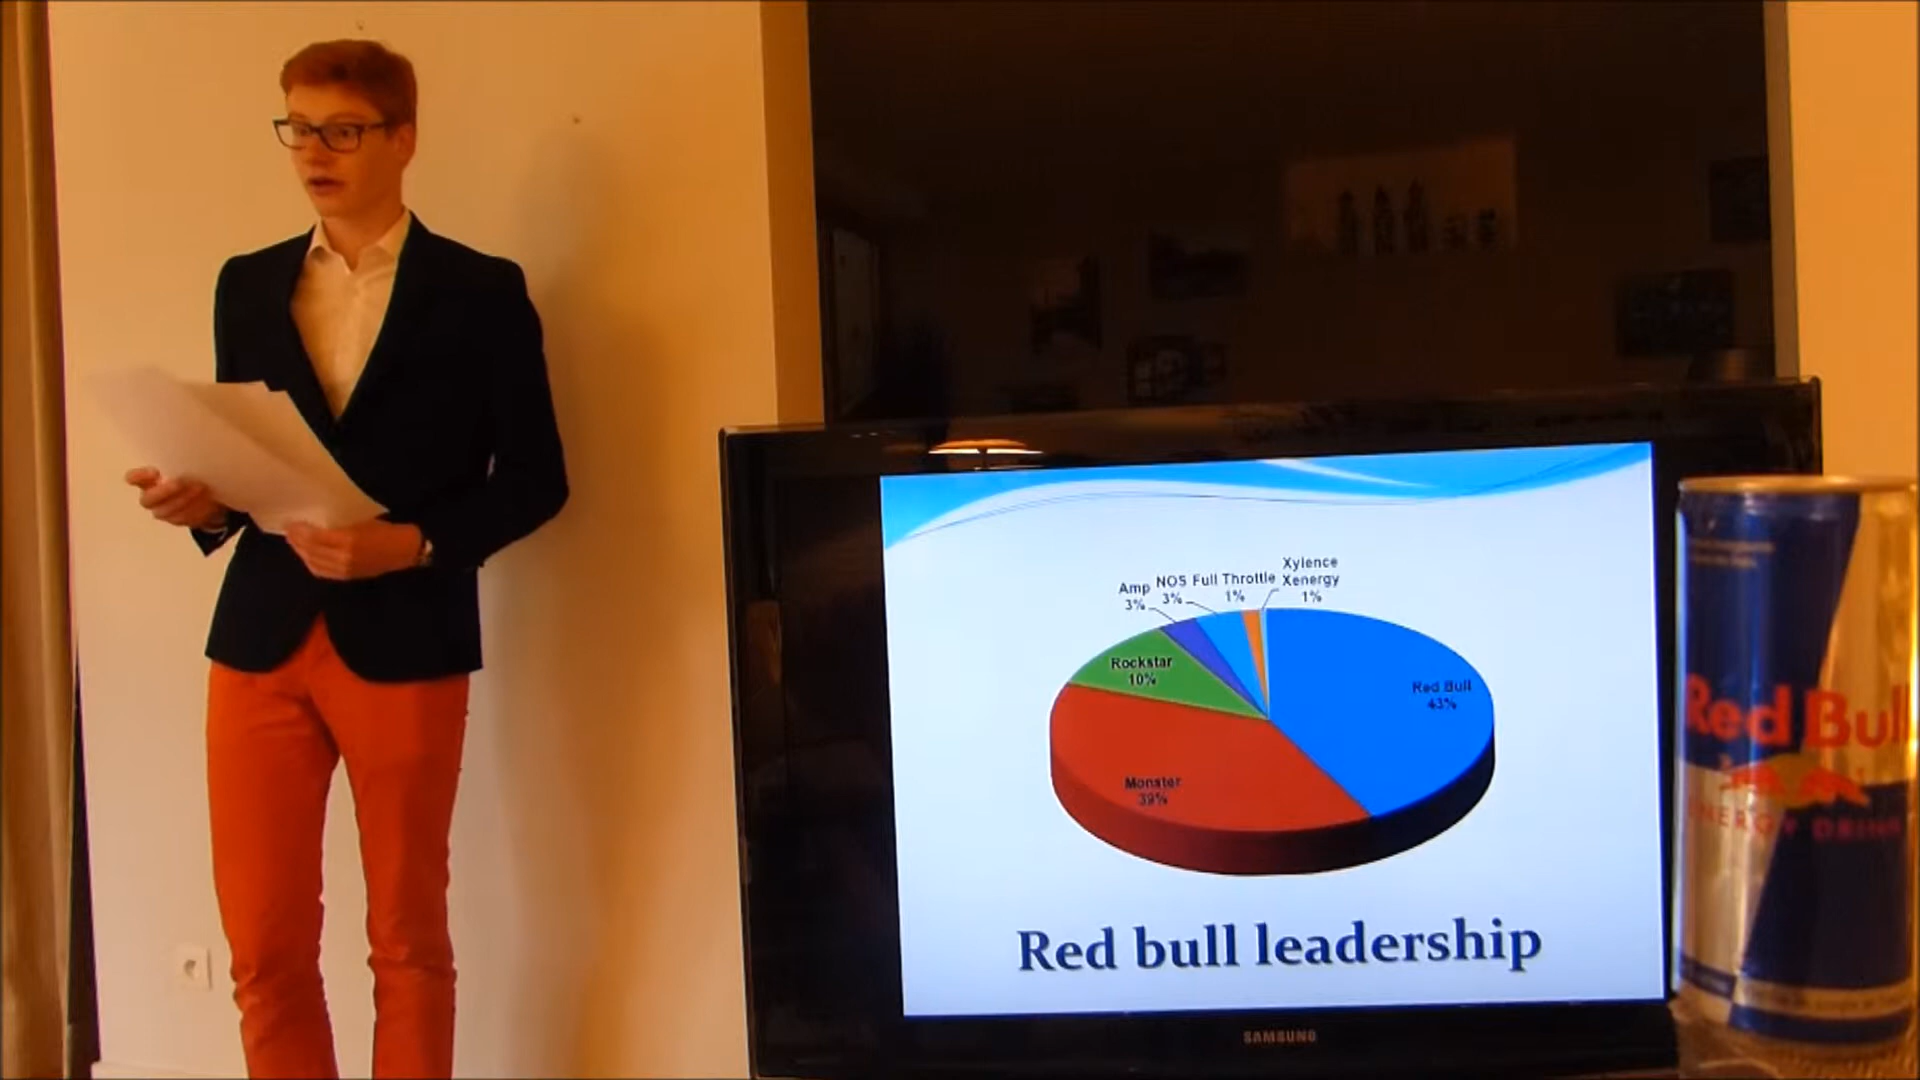 Xylence
Amp NOS Full Throttle Xenergy
3% 3% 1% 1%
Rockstar
10%
Red Bull
43%
Monster
39%
Red bull leadership
SAMSUNG
Red Bull
ENERGY DRINK